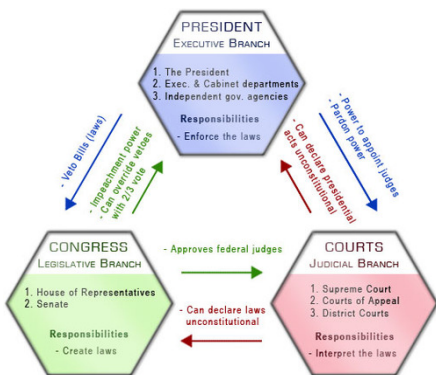 PRESIDENT
EXECUTIVE BRANCH
1. The President
2. Exec. & Cabinet departments
3. Independent gov. agencies
Responsibilities
- Enforce the laws
- Veto Bills (laws)
- Impeachment power
- Can override vetoes
with 2/3 vote
- Can declare presidential
acts unconstitutional
- Power to appoint judges
- Pardon power
CONGRESS
LEGISLATIVE BRANCH
1. House of Representatives
2. Senate
Responsibilities
- Create laws
- Approves federal judges
- Can declare laws
unconstitutional
COURTS
JUDICIAL BRANCH
1. Supreme Court
2. Courts of Appeal
3. District Courts
Responsibilities
- Interpret the laws